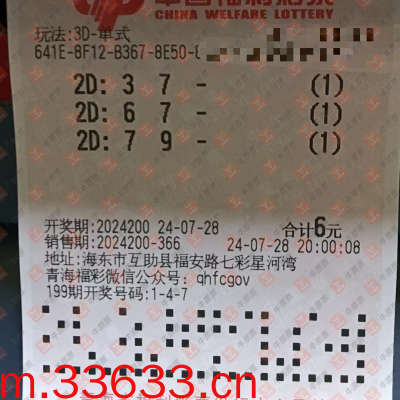 CHINA WELFARE LOTTERY
玩法:3D-单式
641E-8F12-B367-8E50-
2D: 3 7 - (1)
2D: 6 7 - (1)
2D: 7 9 - (1)
开奖期:2024200 24-07-28 合计6元
销售期:2024200-366 24-07-28 20:00:08
地址:海东市互助县福安路七彩星河湾
青海福彩微信公众号: qhfcgov
199期开奖号码:1-4-7
m.33633.cn